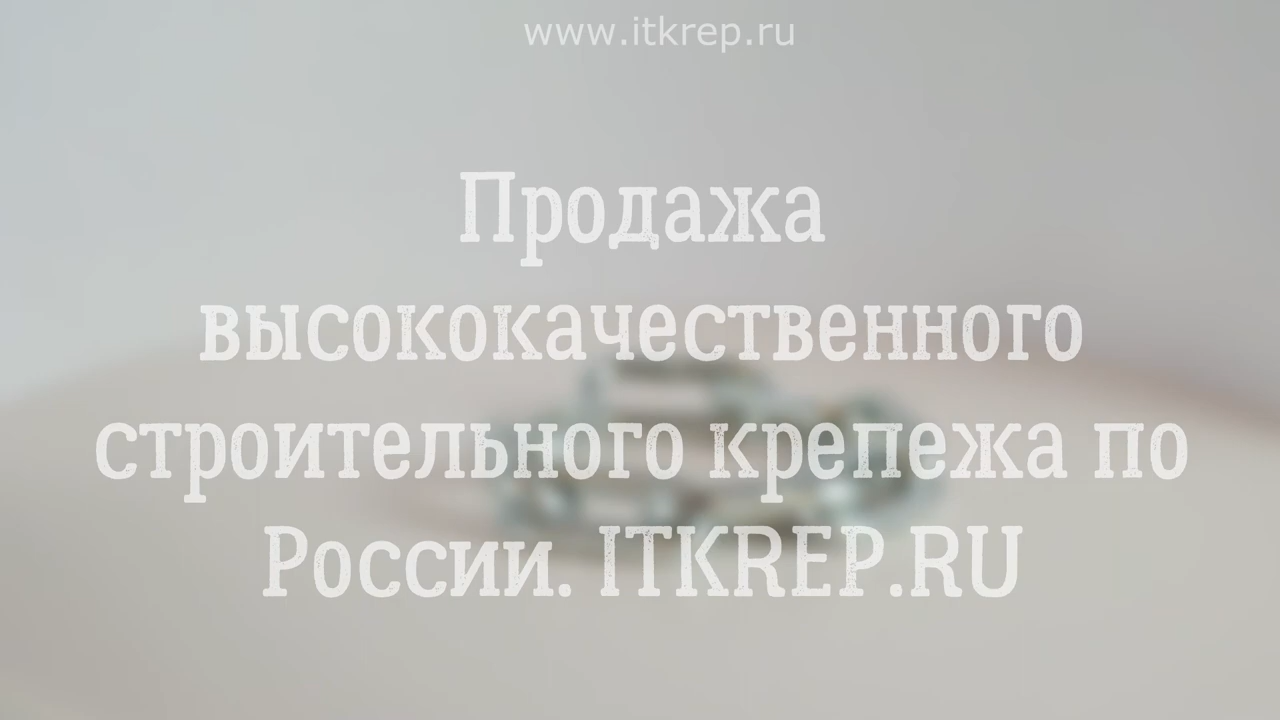 www.itkrep.ru
Продажа
высококачественного
строительного крепежа по
России. ITKREP.RU